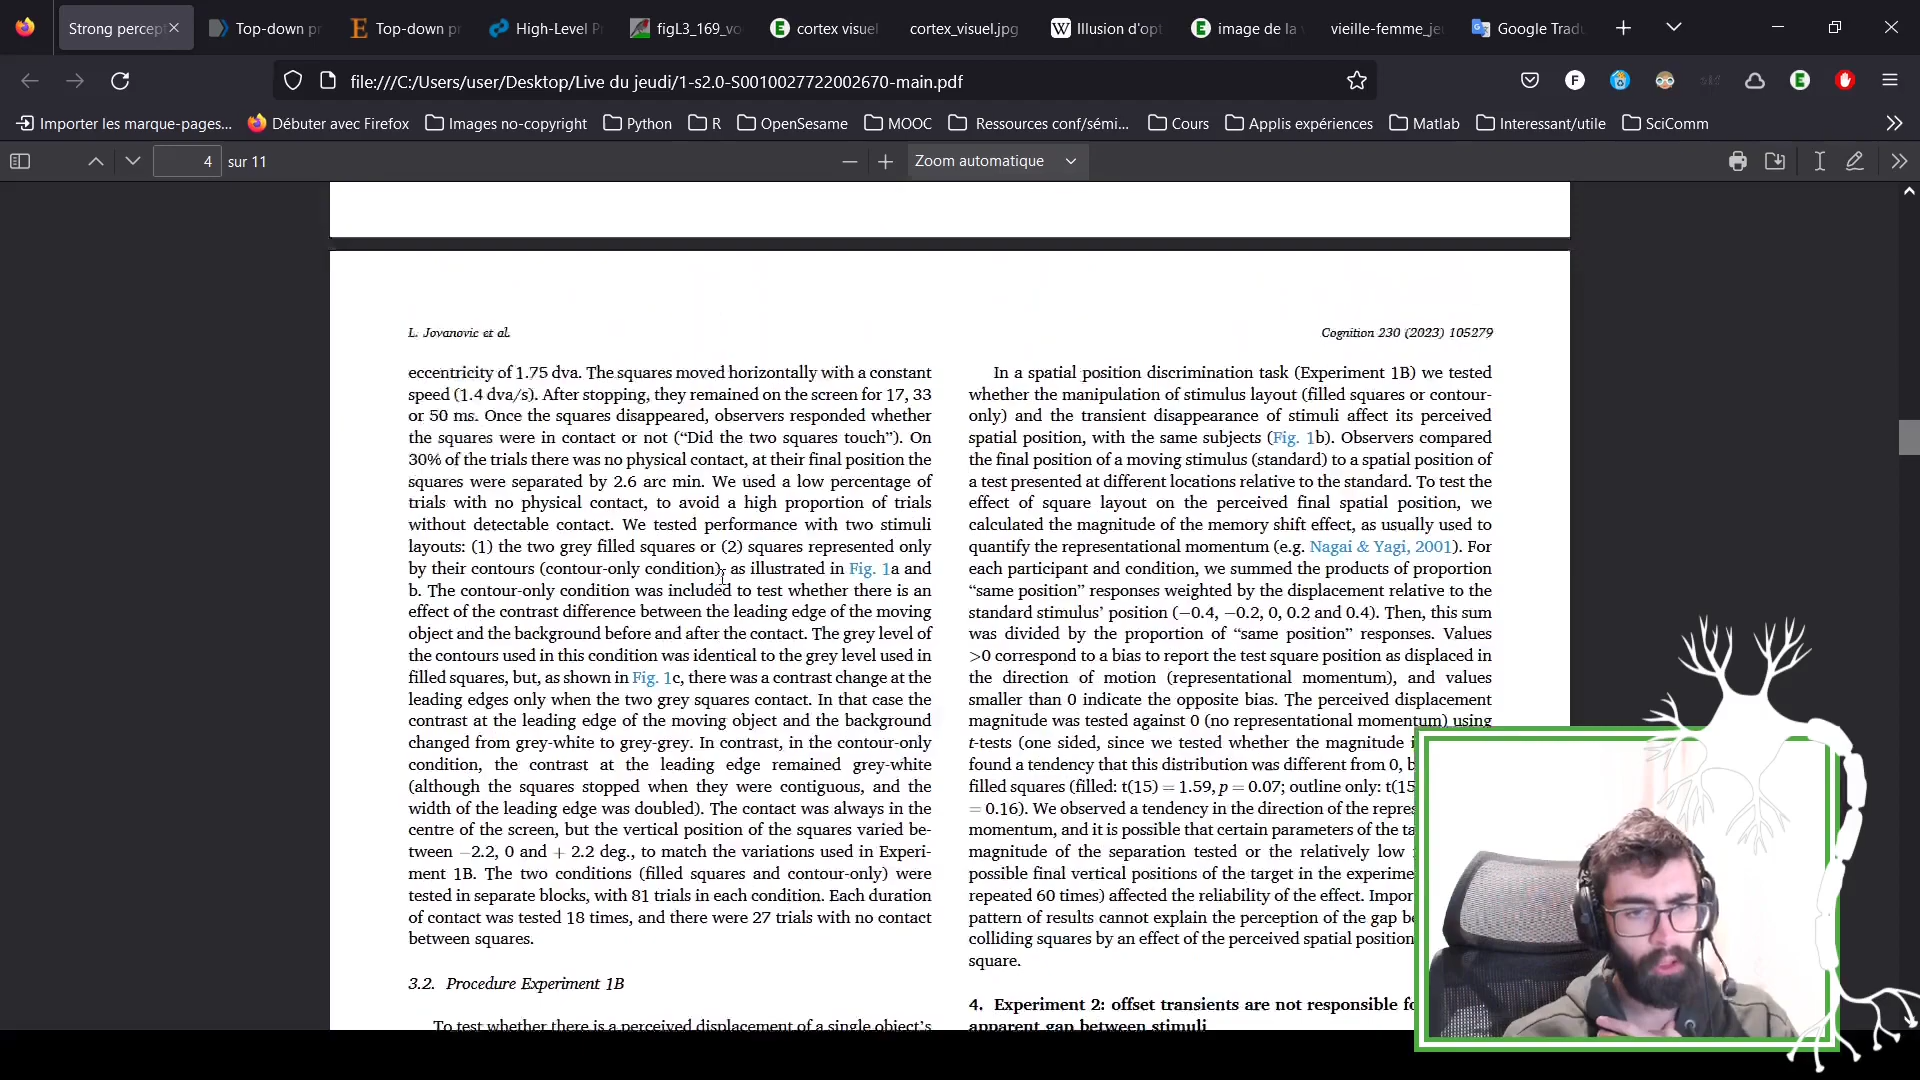 Strong percep
Top-down pr
Top-down pr
High-Level P
figL3_169_vo
cortex visuel
cortex_visuel.jpg
Illusion d'opt
image de la v
vieille-femme_je
Google Tradu
file:///C:/Users/user/Desktop/Live du jeudi/1-s2.0-S0010027722002670-main.pdf
Importer les marque-pages...
Débuter avec Firefox
Images no-copyright
Python
R
OpenSesame
MOOC
Ressources conf/sémi...
Cours
Applis expériences
Matlab
Interessant/utile
SciComm
4 sur 11
Zoom automatique
L. Jovanovic et al.
Cognition 230 (2023) 105279
eccentricity of 1.75 dva. The squares moved horizontally with a constant
speed (1.4 dva/s). After stopping, they remained on the screen for 17, 33
or 50 ms. Once the squares disappeared, observers responded whether
the squares were in contact or not (“Did the two squares touch”). On
30% of the trials there was no physical contact, at their final position the
squares were separated by 2.6 arc min. We used a low percentage of
trials with no physical contact, to avoid a high proportion of trials
without detectable contact. We tested performance with two stimuli
layouts: (1) the two grey filled squares or (2) squares represented only
by their contours (contour-only condition), as illustrated in Fig. 1a and
b. The contour-only condition was included to test whether there is an
effect of the contrast difference between the leading edge of the moving
object and the background before and after the contact. The grey level of
the contours used in this condition was identical to the grey level used in
filled squares, but, as shown in Fig. 1c, there was a contrast change at the
leading edges only when the two grey squares contact. In that case the
contrast at the leading edge of the moving object and the background
changed from grey-white to grey-grey. In contrast, in the contour-only
condition, the contrast at the leading edge remained grey-white
(although the squares stopped when they were contiguous, and the
width of the leading edge was doubled). The contact was always in the
centre of the screen, but the vertical position of the squares varied be-
tween −2.2, 0 and + 2.2 deg., to match the variations used in Experi-
ment 1B. The two conditions (filled squares and contour-only) were
tested in separate blocks, with 81 trials in each condition. Each duration
of contact was tested 18 times, and there were 27 trials with no contact
between squares.
3.2. Procedure Experiment 1B
To test whether there is a perceived displacement of a single object’s
In a spatial position discrimination task (Experiment 1B) we tested
whether the manipulation of stimulus layout (filled squares or contour-
only) and the transient disappearance of stimuli affect its perceived
spatial position, with the same subjects (Fig. 1b). Observers compared
the final position of a moving stimulus (standard) to a spatial position of
a test presented at different locations relative to the standard. To test the
effect of square layout on the perceived final spatial position, we
calculated the magnitude of the memory shift effect, as usually used to
quantify the representational momentum (e.g. Nagai & Yagi, 2001). For
each participant and condition, we summed the products of proportion
“same position” responses weighted by the displacement relative to the
standard stimulus’ position (−0.4, −0.2, 0, 0.2 and 0.4). Then, this sum
was divided by the proportion of “same position” responses. Values
>0 correspond to a bias to report the test square position as displaced in
the direction of motion (representational momentum), and values
smaller than 0 indicate the opposite bias. The perceived displacement
magnitude was tested against 0 (no representational momentum) using
t-tests (one sided, since we tested whether the magnitude
found a tendency that this distribution was different from 0, b
filled squares (filled: t(15) = 1.59, p = 0.07; outline only: t(15
= 0.16). We observed a tendency in the direction of the repres
momentum, and it is possible that certain parameters of the ta
magnitude of the separation tested or the relatively low
possible final vertical positions of the target in the experime
repeated 60 times) affected the reliability of the effect. Impor
pattern of results cannot explain the perception of the gap be
colliding squares by an effect of the perceived spatial position
square.
4. Experiment 2: offset transients are not responsible fo
apparent gap between stimuli